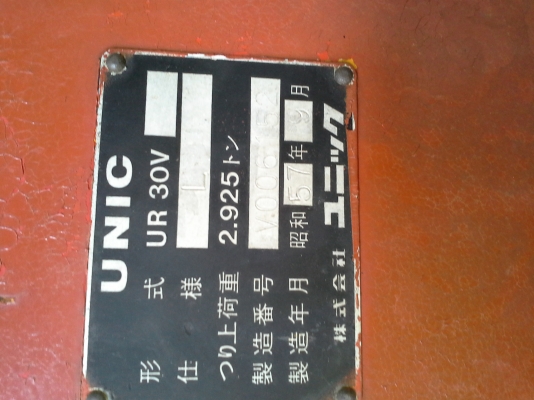 UNIC
形式 UR 30V
仕様 L
つり上荷重 2.925トン
製造番号
製造年月 昭和57年9月
株式会社 ユニック